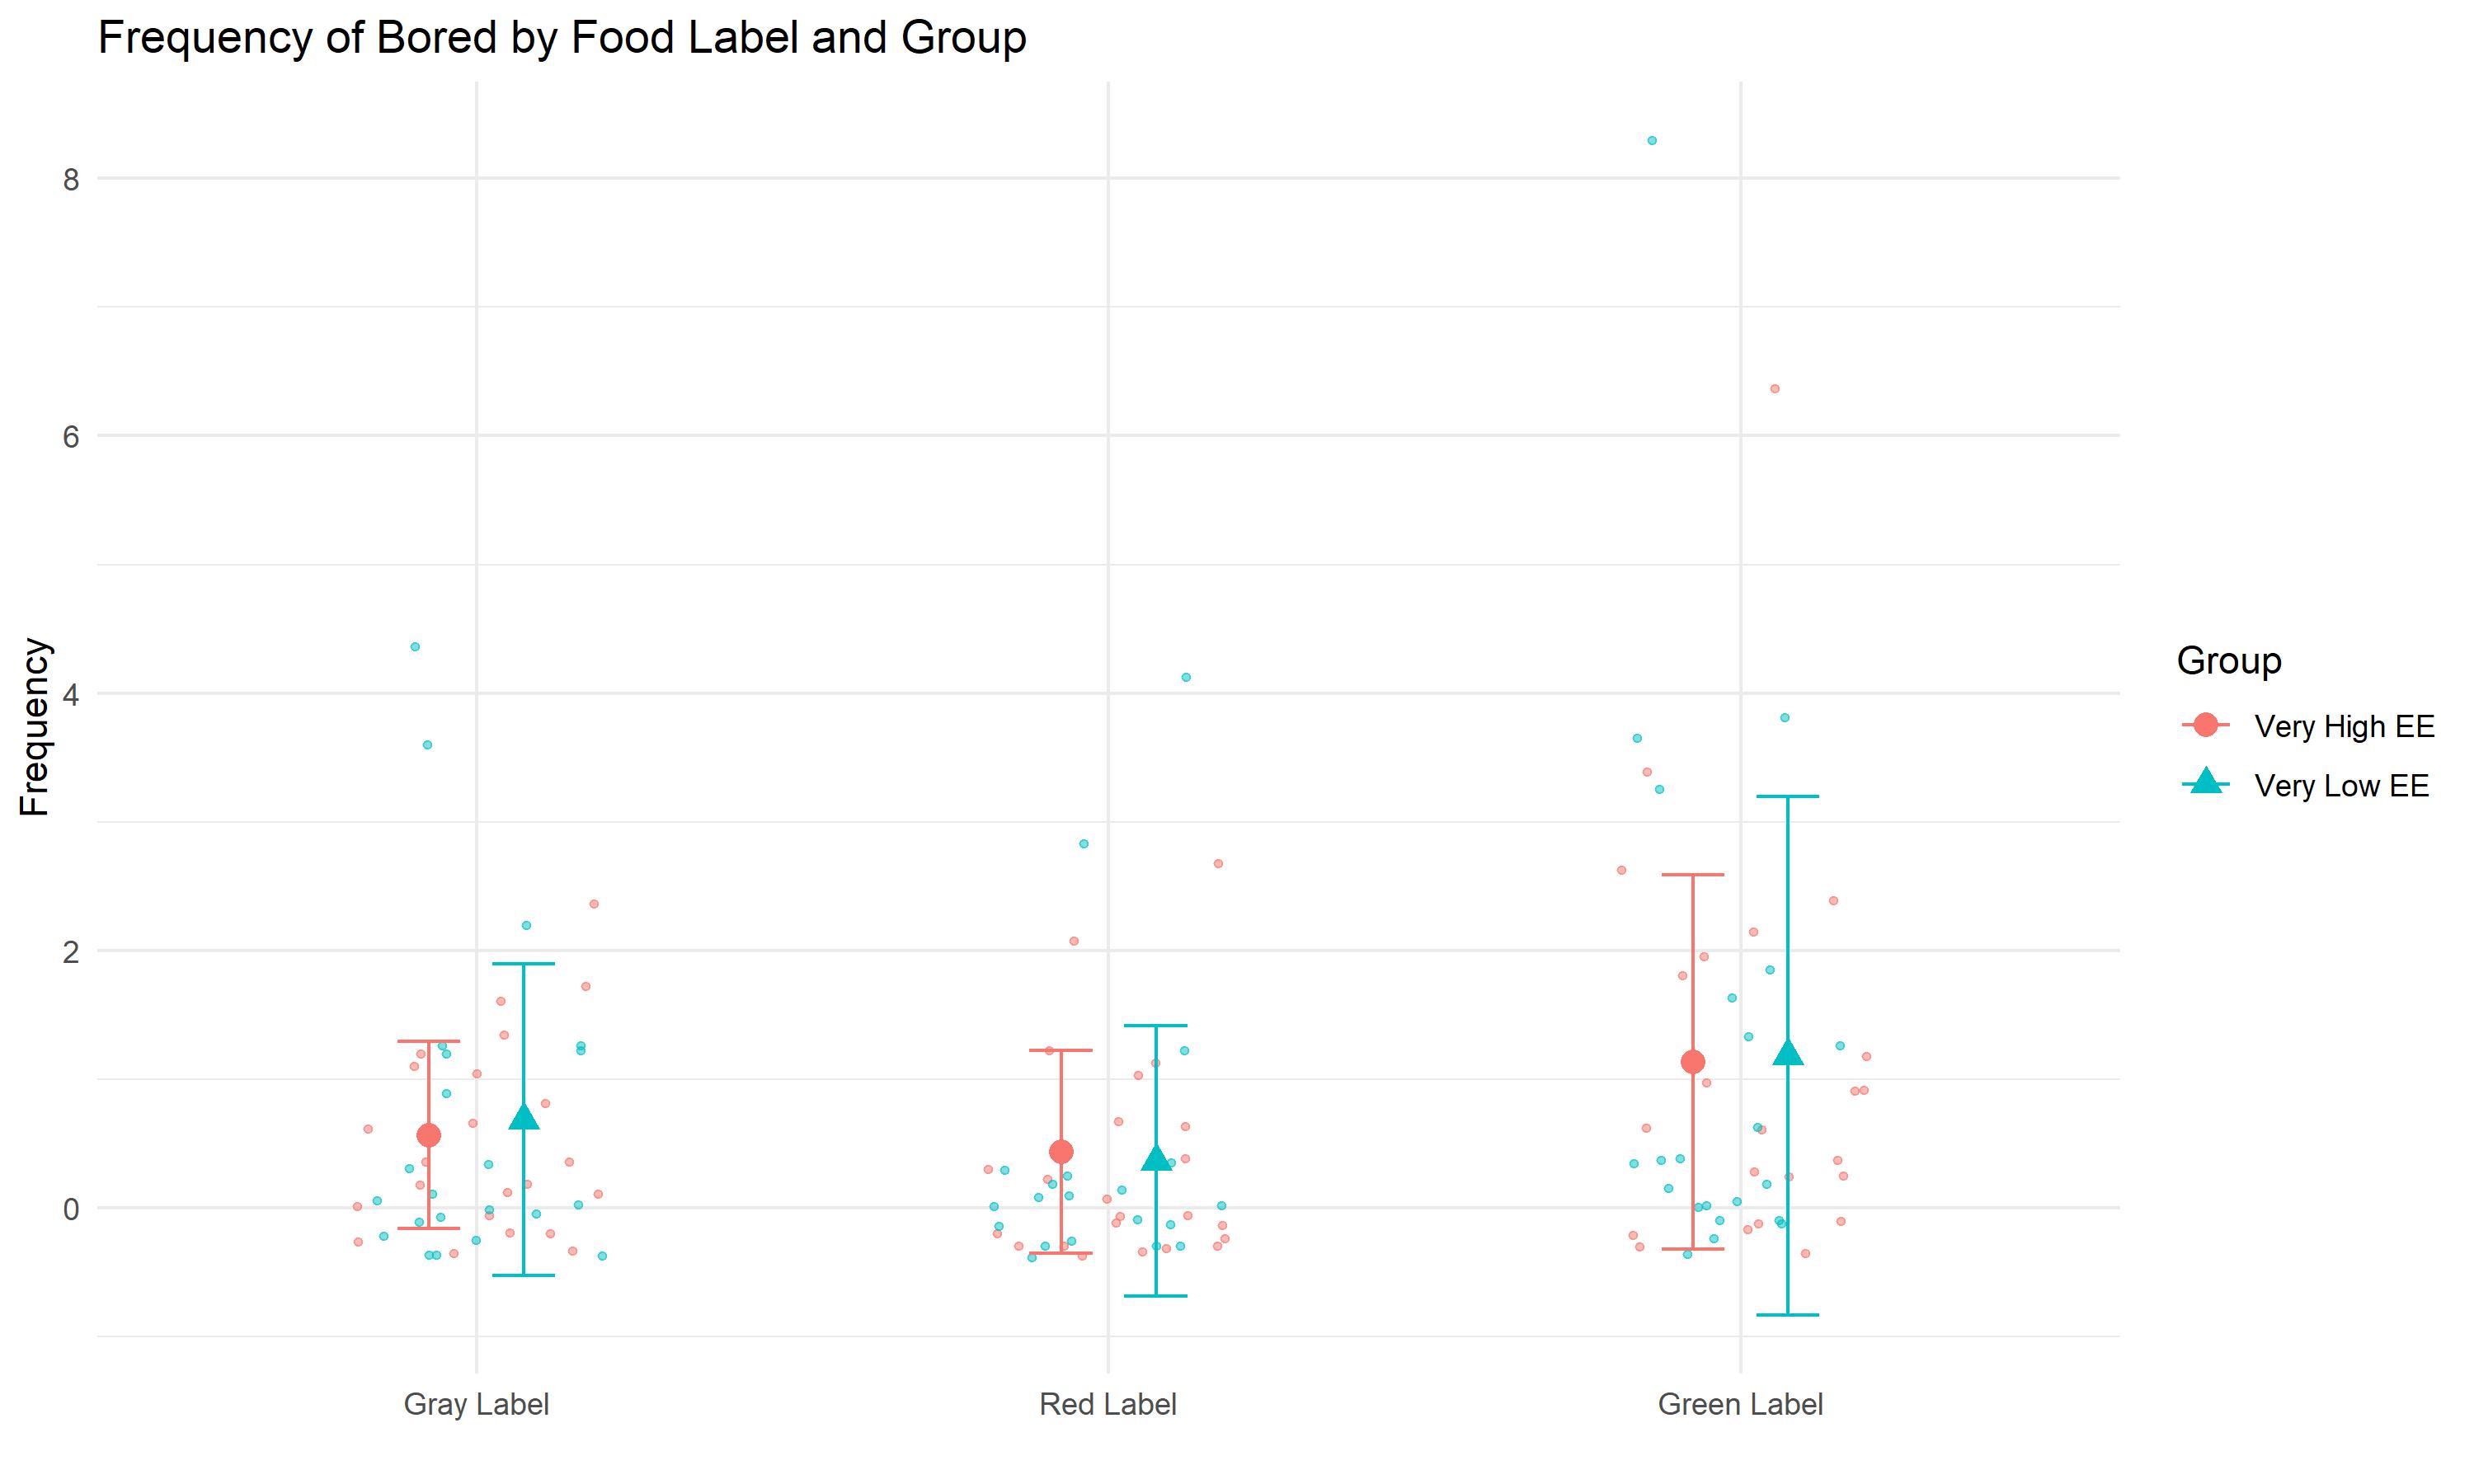 Frequency of Bored by Food Label and Group
8
6
4
2
0
Frequency
Gray Label
Red Label
Green Label
Group
Very High EE
Very Low EE